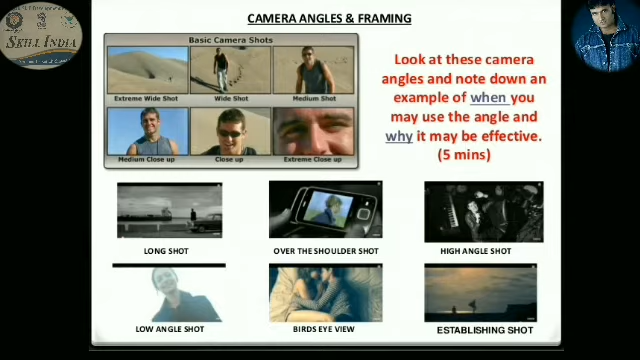 CAMERA ANGLES & FRAMING
SKILL INDIA
Basic Camera Shots
Extreme Wide Shot
Wide Shot
Medium Shot
Medium Close up
Close up
Extreme Close up
Look at these camera
angles and note down an
example of when you
may use the angle and
why it may be effective.
(5 mins)
LONG SHOT
OVER THE SHOULDER SHOT
HIGH ANGLE SHOT
LOW ANGLE SHOT
BIRDS EYE VIEW
ESTABLISHING SHOT